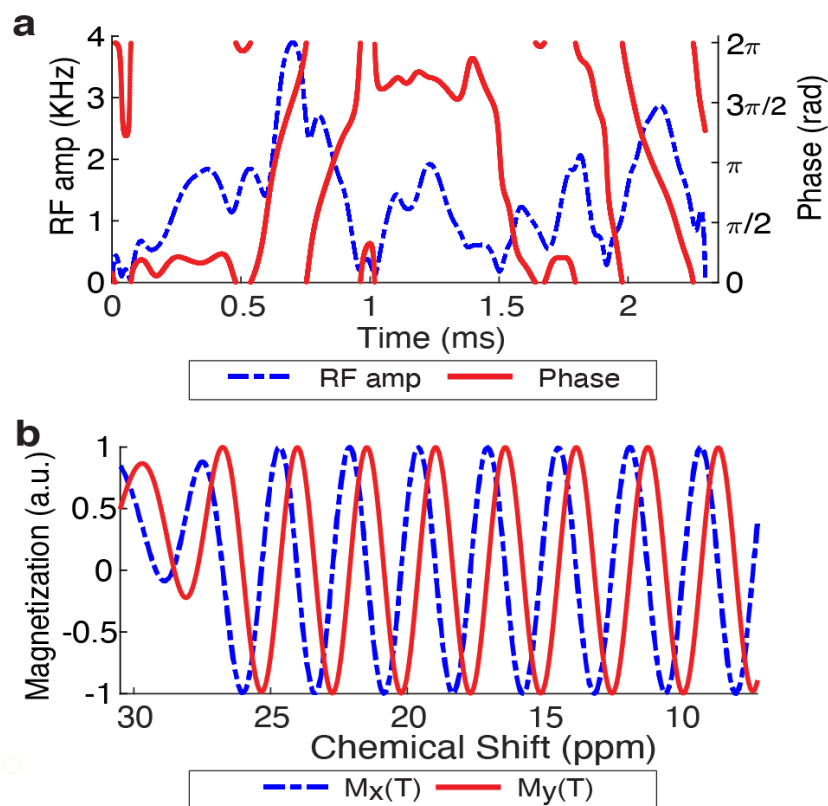 a
RF amp (KHz)
4
3
2
1
0
2π
3π/2
π
π/2
0
Phase (rad)
0 0.5 1 1.5 2
Time (ms)
RF amp Phase
b
Magnetization (a.u.)
1
0.5
0
-0.5
-1
30 25 20 15 10
Chemical Shift (ppm)
Mx(T) My(T)